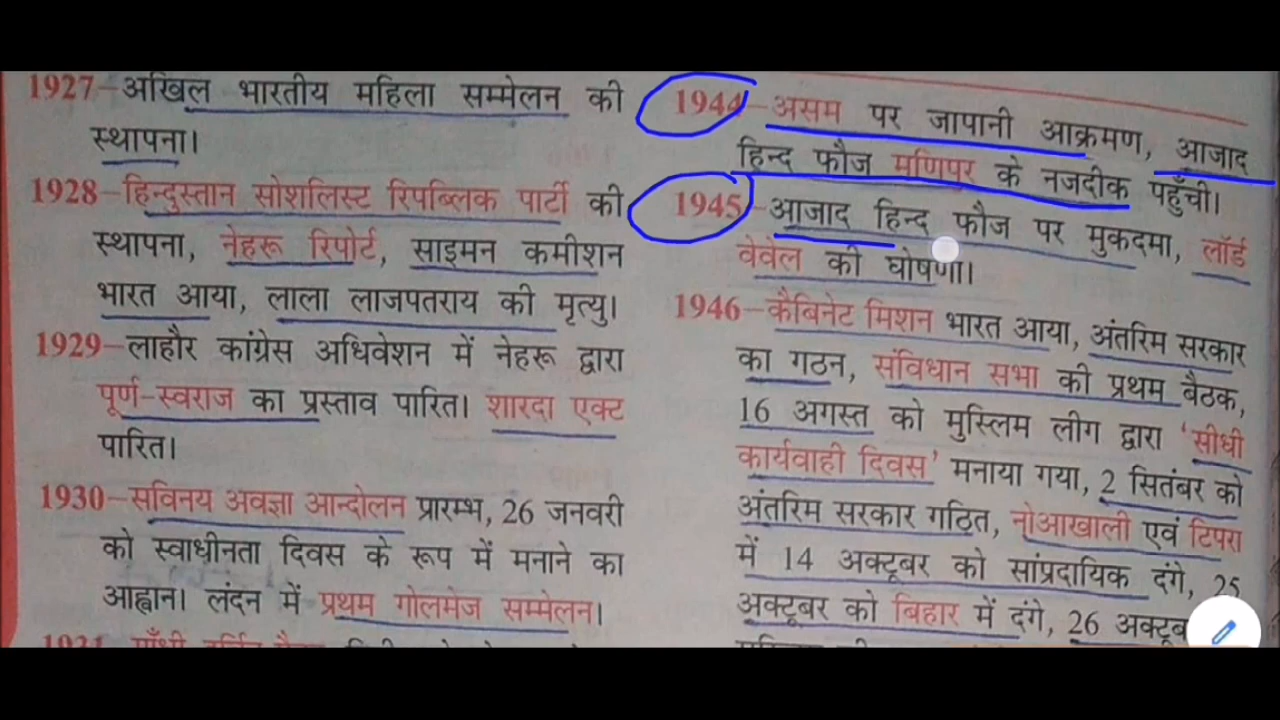 1927–अखिल भारतीय महिला सम्मेलन की
स्थापना।
1928–हिन्दुस्तान सोशलिस्ट रिपब्लिक पार्टी की
स्थापना, नेहरू रिपोर्ट, साइमन कमीशन
भारत आया, लाला लाजपतराय की मृत्यु।
1929–लाहौर कांग्रेस अधिवेशन में नेहरू द्वारा
पूर्ण-स्वराज का प्रस्ताव पारित। शारदा एक्ट
पारित।
1930–सविनय अवज्ञा आन्दोलन प्रारम्भ, 26 जनवरी
को स्वाधीनता दिवस के रूप में मनाने का
आह्वान। लंदन में प्रथम गोलमेज सम्मेलन।
1944–असम पर जापानी आक्रमण, आजाद
हिन्द फौज मणिपुर के नजदीक पहुँची।
1945–आजाद हिन्द फौज पर मुकदमा, लॉर्ड
वेवेल की घोषणा।
1946–कैबिनेट मिशन भारत आया, अंतरिम सरकार
का गठन, संविधान सभा की प्रथम बैठक,
16 अगस्त को मुस्लिम लीग द्वारा ‘सीधी
कार्यवाही दिवस’ मनाया गया, 2 सितंबर को
अंतरिम सरकार गठित, नोआखाली एवं टिपरा
में 14 अक्टूबर को सांप्रदायिक दंगे, 25
अक्टूबर को बिहार में दंगे, 26